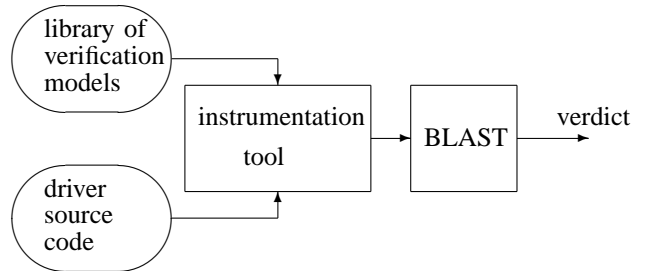 library of
verification
models
instrumentation
tool
BLAST
verdict
driver
source
code